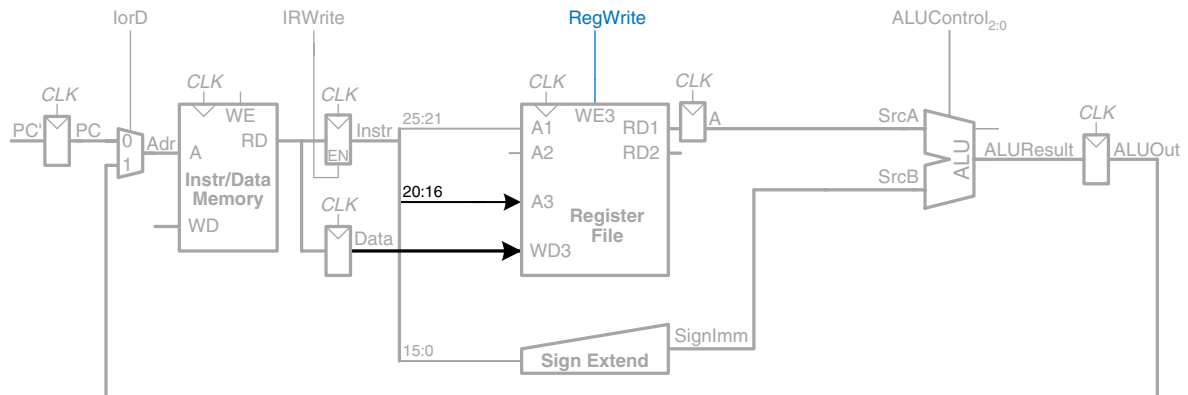 IorD IRWrite RegWrite ALUControl2:0
CLK CLK CLK CLK CLK CLK
PC' PC 0 1 Adr
WE
A RD
Instr/Data
Memory
WD
EN
Instr
CLK
Data
25:21
20:16
15:0
WE3
A1 RD1 A
A2 RD2
A3
Register
File
WD3
Sign Extend
SignImm
SrcA
SrcB
ALU
ALUResult ALUOut